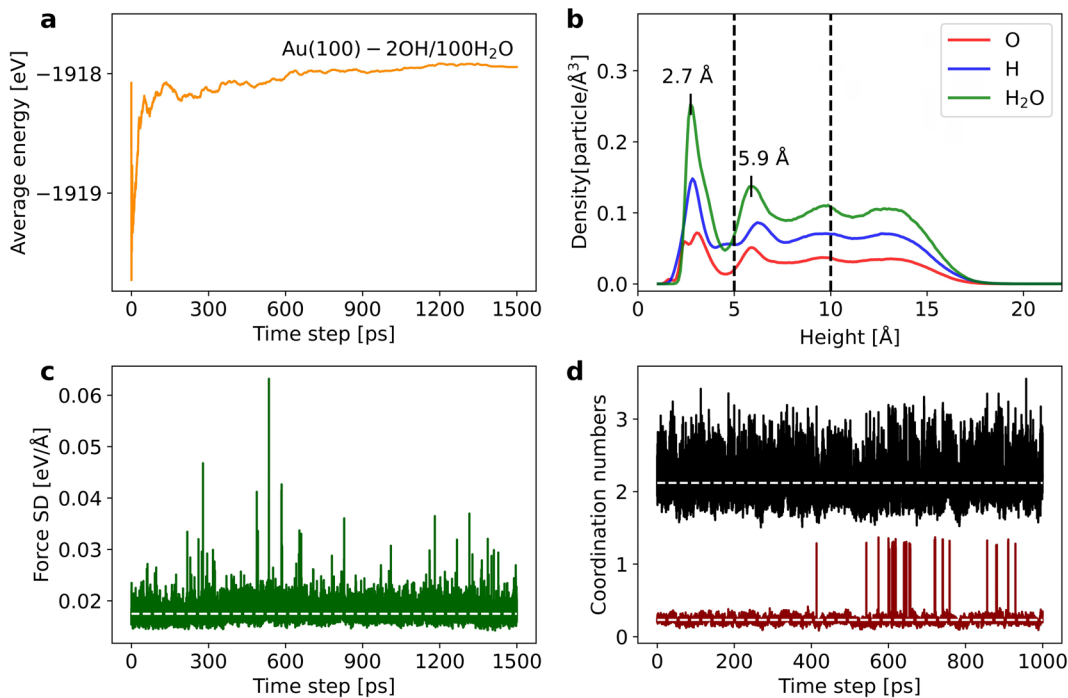 a
Average energy [eV]
Au(100) − 2OH/100H₂O
−1918
−1919
0 300 600 900 1200 1500
Time step [ps]
b
Density[particle/Å³]
0.3
0.2
0.1
0.0
2.7 Å
5.9 Å
O
H
H₂O
0 5 10 15 20
Height [Å]
c
Force SD [eV/Å]
0.06
0.05
0.04
0.03
0.02
0 300 600 900 1200 1500
Time step [ps]
d
Coordination numbers
3
2
1
0
0 200 400 600 800 1000
Time step [ps]